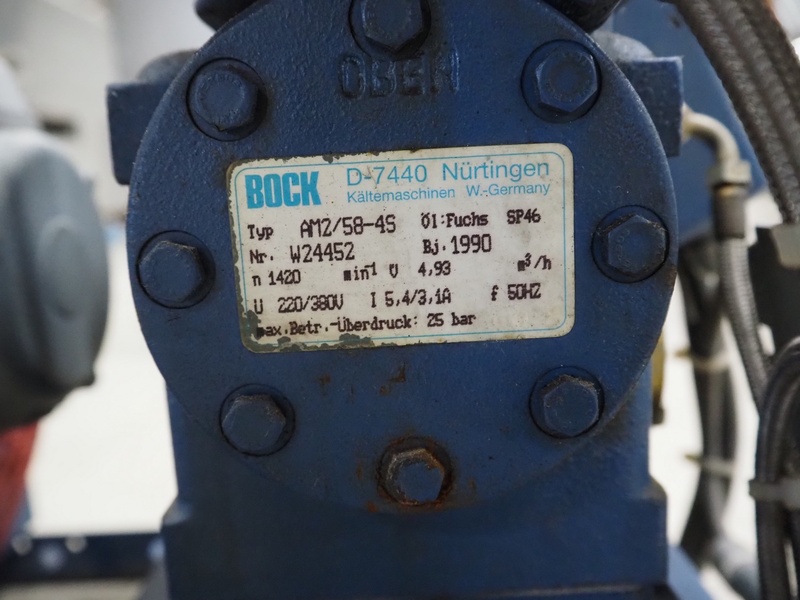 OBEN
BOCK D-7440 Nürtingen
Kältemaschinen W.-Germany
Typ AM2/58-4S Öl:Fuchs SP46
Nr. W24452 Bj. 1990
n 1420 min-1 V 4,93 m³/h
U 220/380V I 5,4/3,1A f 50HZ
max.Betr.-Überdruck: 25 bar